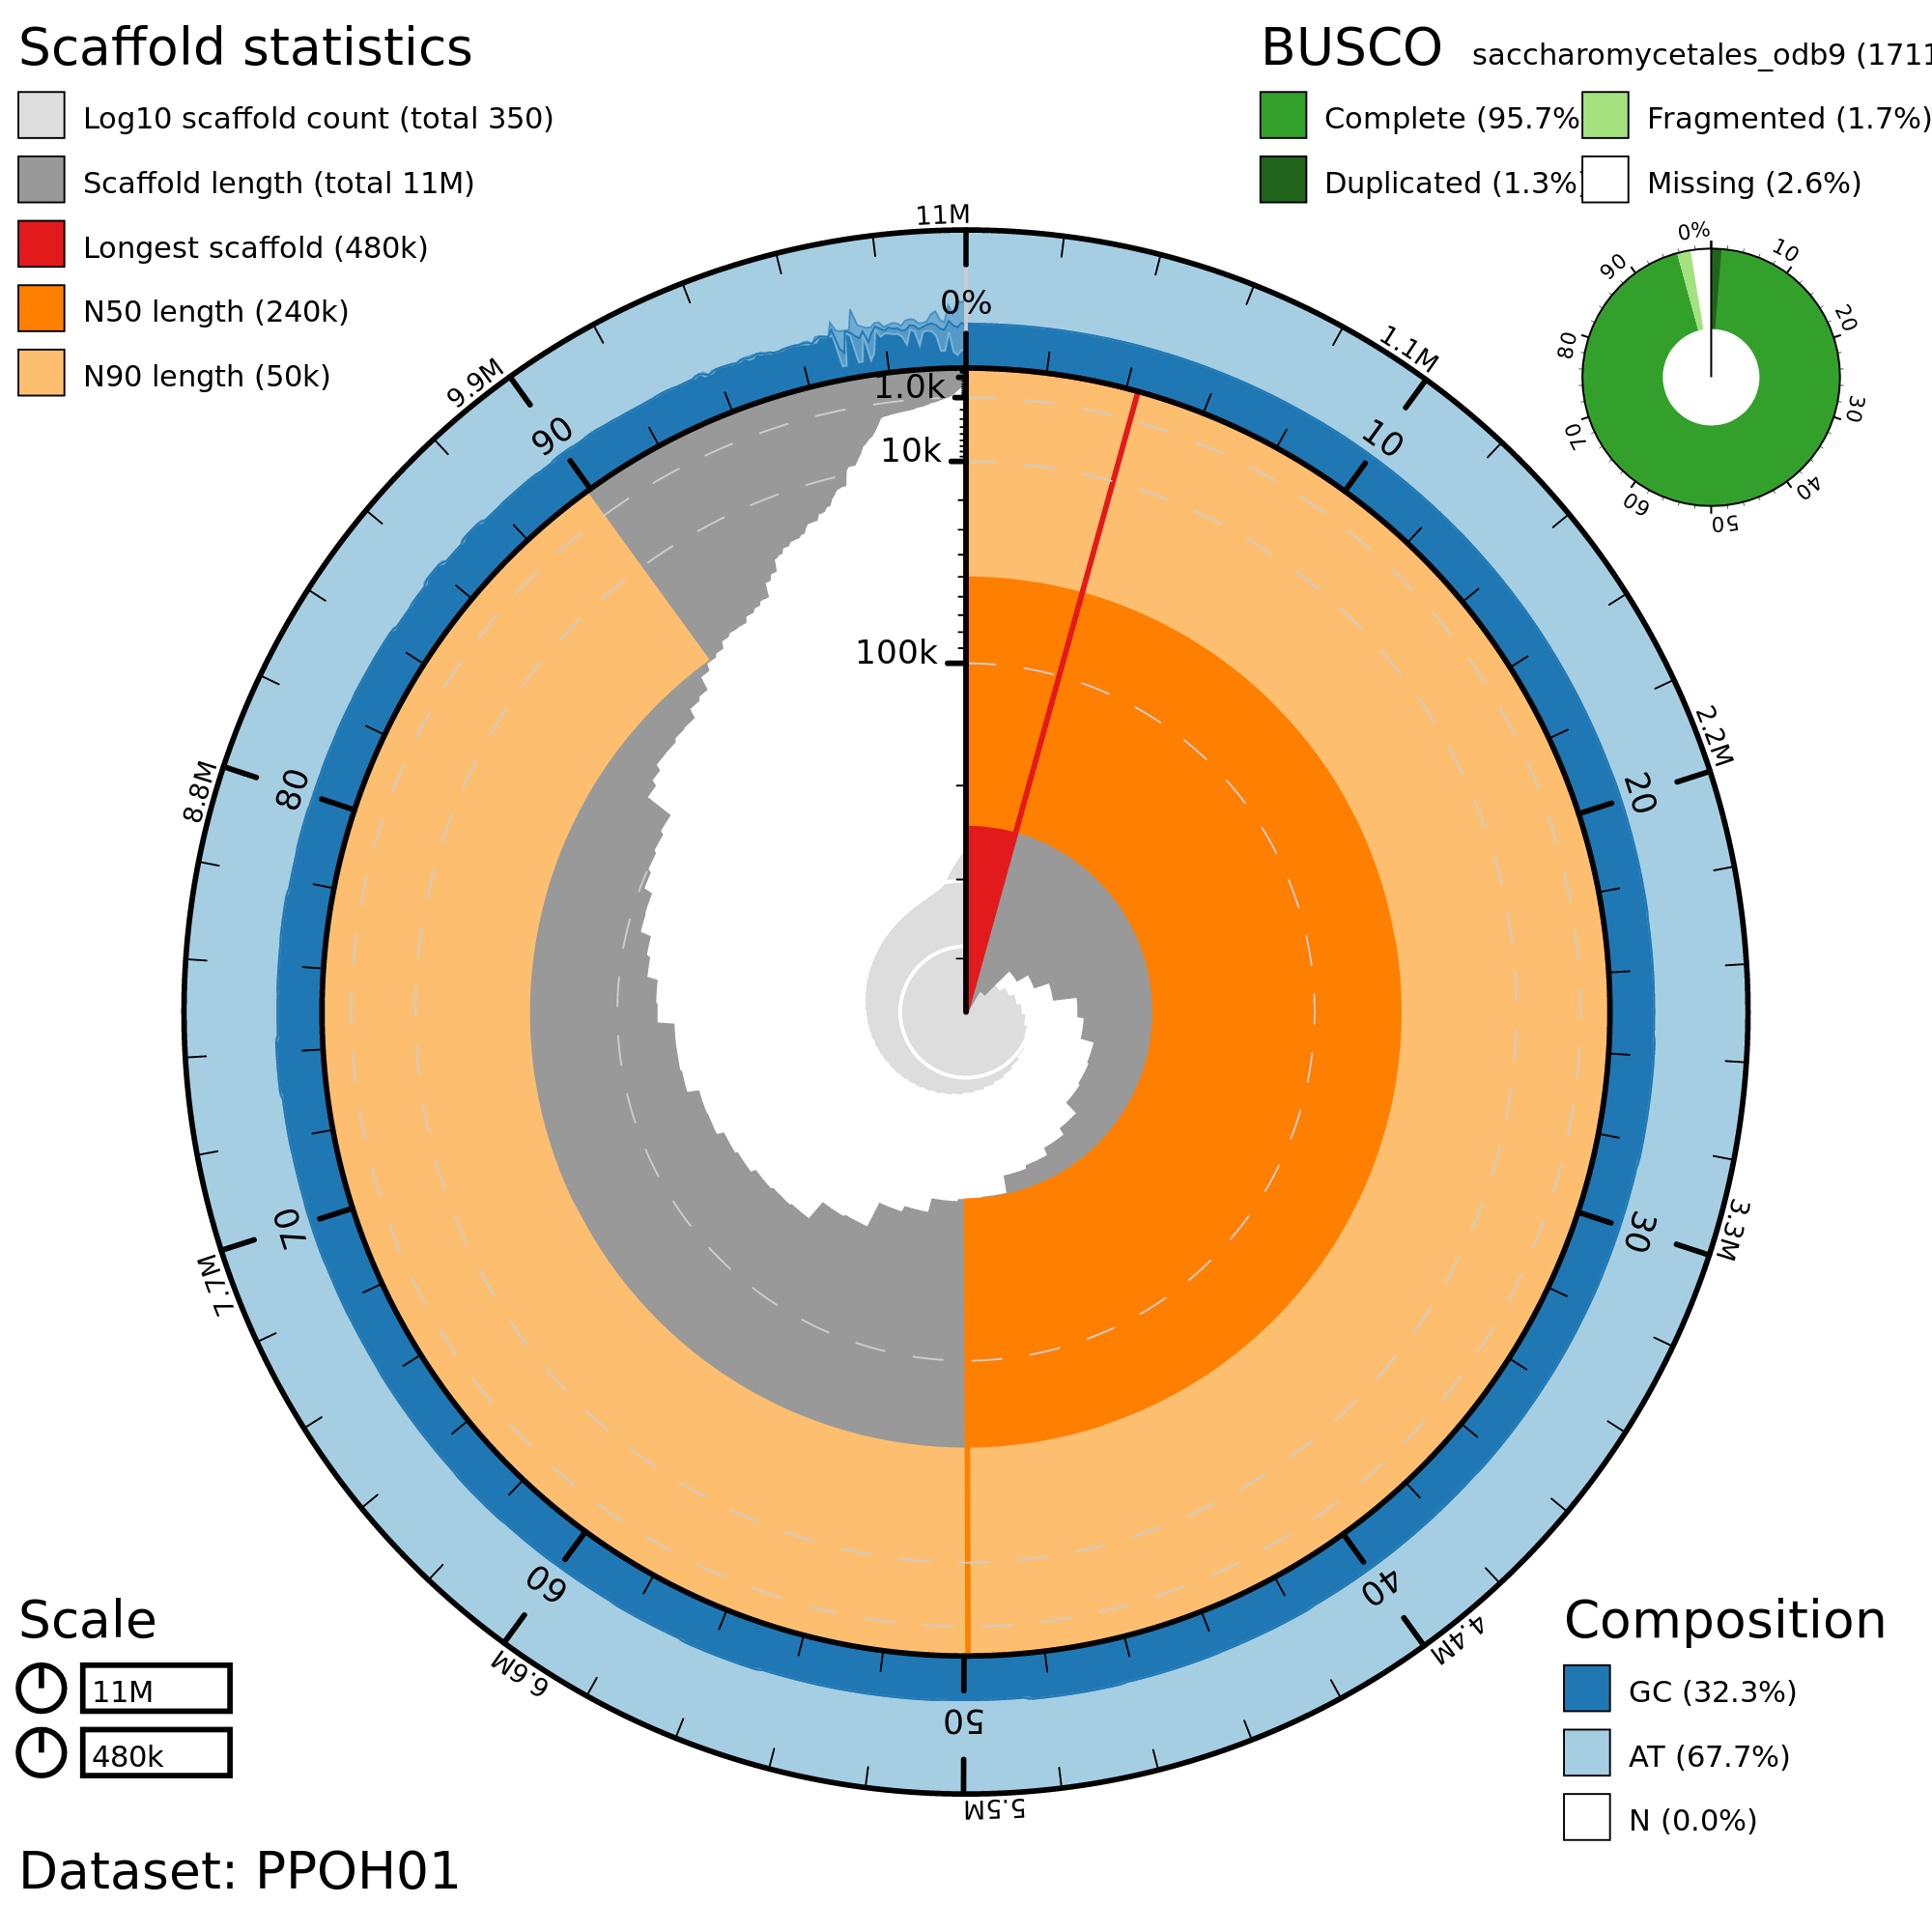 Scaffold statistics
Log10 scaffold count (total 350)
Scaffold length (total 11M)
Longest scaffold (480k)
N50 length (240k)
N90 length (50k)
BUSCO saccharomycetales_odb9 (1711
Complete (95.7%
Fragmented (1.7%)
Duplicated (1.3%)
Missing (2.6%)
0%
10
20
30
40
50
60
70
80
90
11M
1.1M
2.2M
3.3M
4.4M
5.5M
6.6M
7.7M
8.8M
9.9M
0%
10
20
30
40
50
60
70
80
90
1.0k
10k
100k
Scale
11M
480k
Composition
GC (32.3%)
AT (67.7%)
N (0.0%)
Dataset: PPOH01